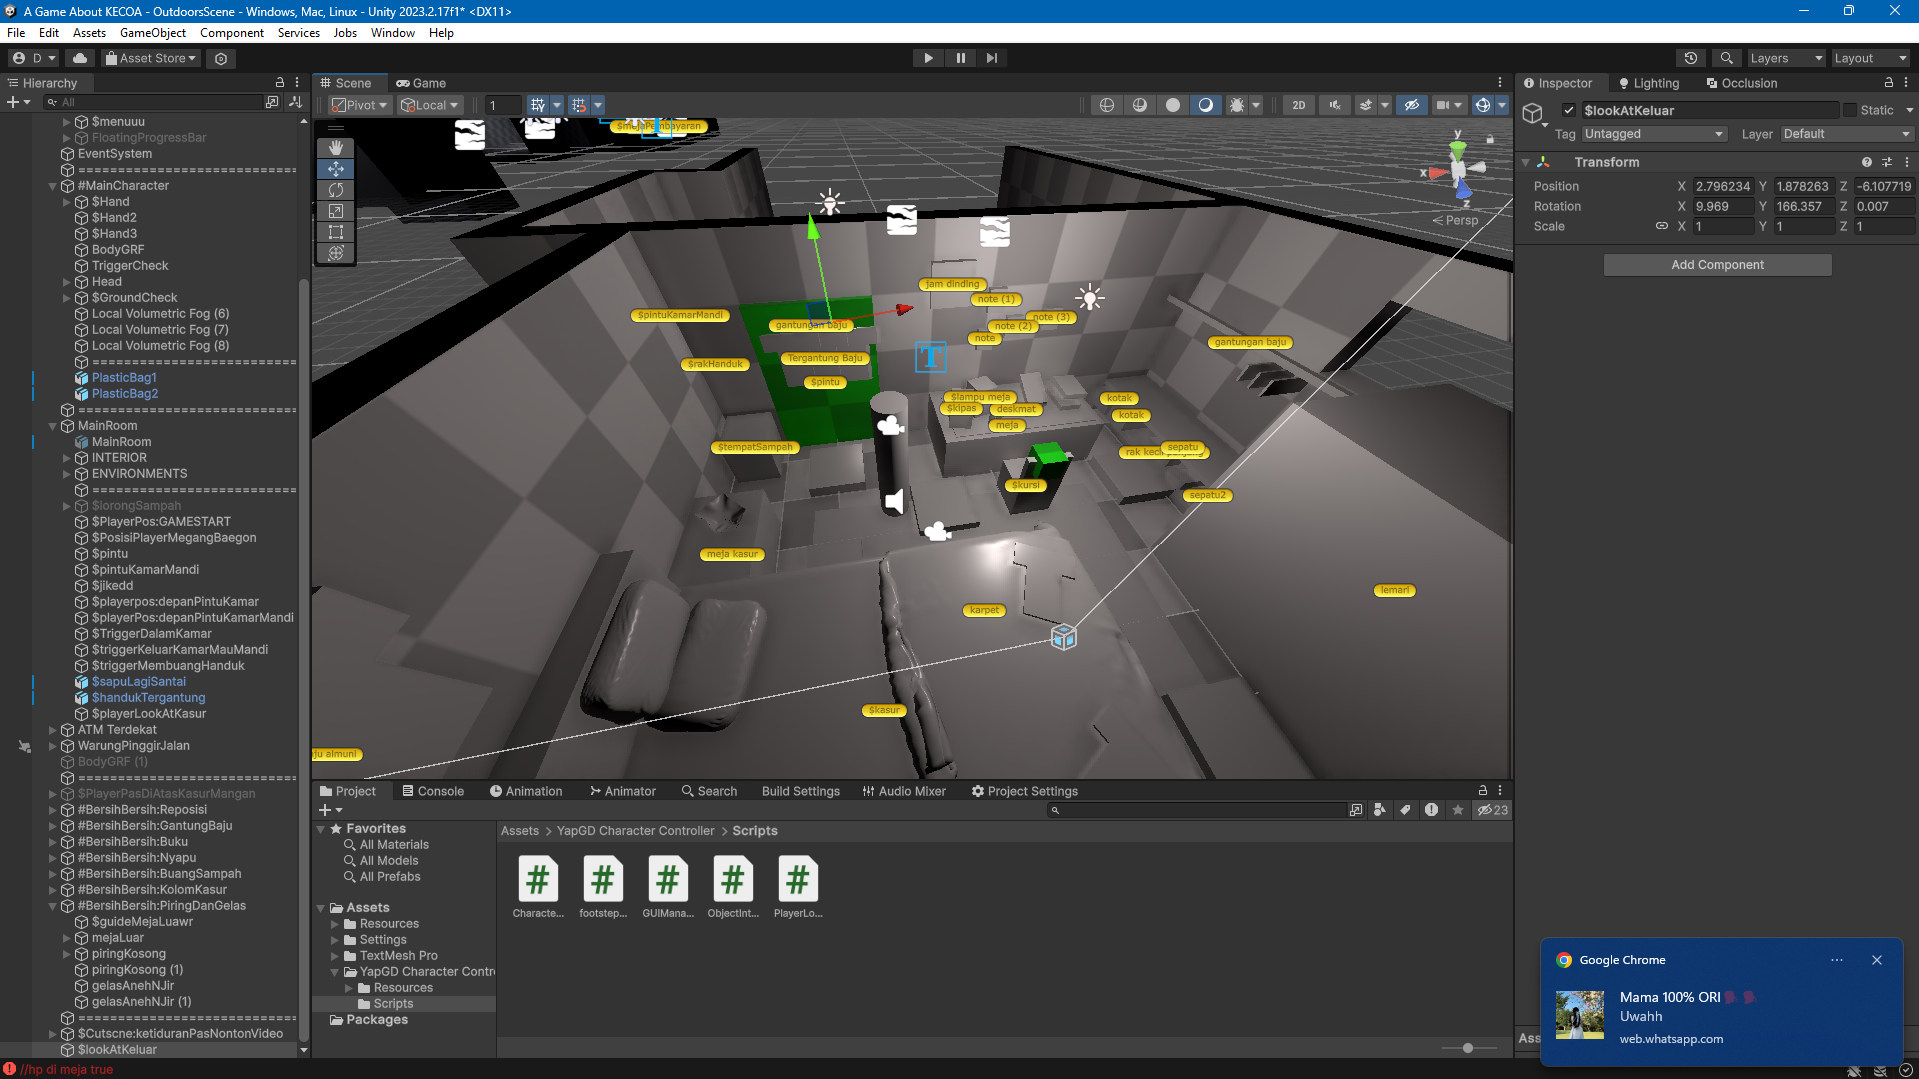 A Game About KECOA - OutdoorsScene - Windows, Mac, Linux - Unity 2023.2.17f1* <DX11>
File Edit Assets GameObject Component Services Jobs Window Help
D Asset Store Layers Layout
Hierarchy
All
$menuuu
FloatingProgressBar
EventSystem
#MainCharacter
$Hand
$Hand2
$Hand3
BodyGRF
TriggerCheck
Head
$GroundCheck
Local Volumetric Fog (6)
Local Volumetric Fog (7)
Local Volumetric Fog (8)
PlasticBag1
PlasticBag2
MainRoom
MainRoom
INTERIOR
ENVIRONMENTS
$lorongSampah
$PlayerPos:GAMESTART
$PosisiPlayerMegangBaegon
$pintu
$pintuKamarMandi
$jikedd
$playerpos:depanPintuKamar
$playerPos:depanPintuKamarMandi
$TriggerDalamKamar
$triggerKeluarKamarMauMandi
$triggerMembuangHanduk
$sapuLagiSantai
$handukTergantung
$playerLookAtKasur
ATM Terdekat
WarungPinggirJalan
BodyGRF (1)
$PlayerPasDiAtasKasurMangan
#BersihBersih:Reposisi
#BersihBersih:GantungBaju
#BersihBersih:Buku
#BersihBersih:Nyapu
#BersihBersih:BuangSampah
#BersihBersih:KolomKasur
#BersihBersih:PiringDanGelas
$guideMejaLuawr
mejaLuar
piringKosong
piringKosong (1)
gelasAnehNJir
gelasAnehNJir (1)
$Cutscne:ketiduranPasNontonVideo
$lookAtKeluar
//hp di meja true
Scene Game
Pivot Local 1 2D
$mejaPembayaran
y
x
z
Persp
jam dinding
note (1)
$pintuKamarMandi
gantungan baju
note (3)
note (2)
note
gantungan baju
Tergantung Baju
$rakHanduk
$pintu
T
$lampu meja
kotak
$kipas
deskmat
kotak
meja
$tempatSampah
sepatu
$kursi
sepatu2
meja kasur
lemari
karpet
$kasur
ju almuni
Project Console Animation Animator Search Build Settings Audio Mixer Project Settings
23
Favorites
All Materials
All Models
All Prefabs
Assets
Resources
Settings
TextMesh Pro
YapGD Character Contr
Resources
Scripts
Packages
Assets > YapGD Character Controller > Scripts
# # # # #
Characte... footstep... GUIMana... ObjectInt... PlayerLo...
Inspector Lighting Occlusion
$lookAtKeluar Static
Tag Untagged Layer Default
Transform
Position X 2.796234 Y 1.878263 Z -6.107719
Rotation X 9.969 Y 166.357 Z 0.007
Scale X 1 Y 1 Z 1
Add Component
Ass
Google Chrome
Mama 100% ORI
Uwahh
web.whatsapp.com